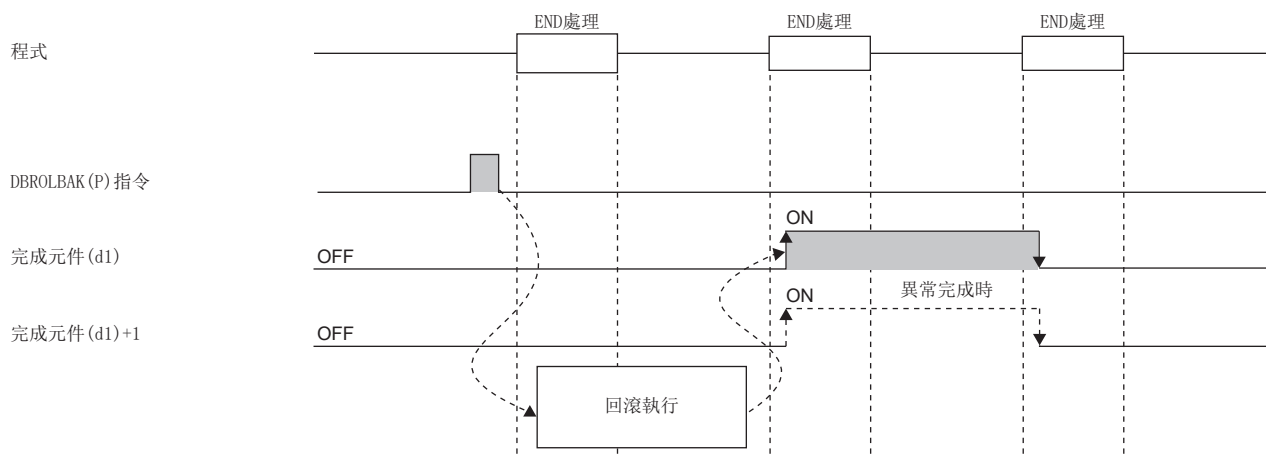 END處理
END處理
END處理
程式
DBROLBAK(P)指令
ON
完成元件(d1)
OFF
ON
異常完成時
完成元件(d1)+1
OFF
回滾執行